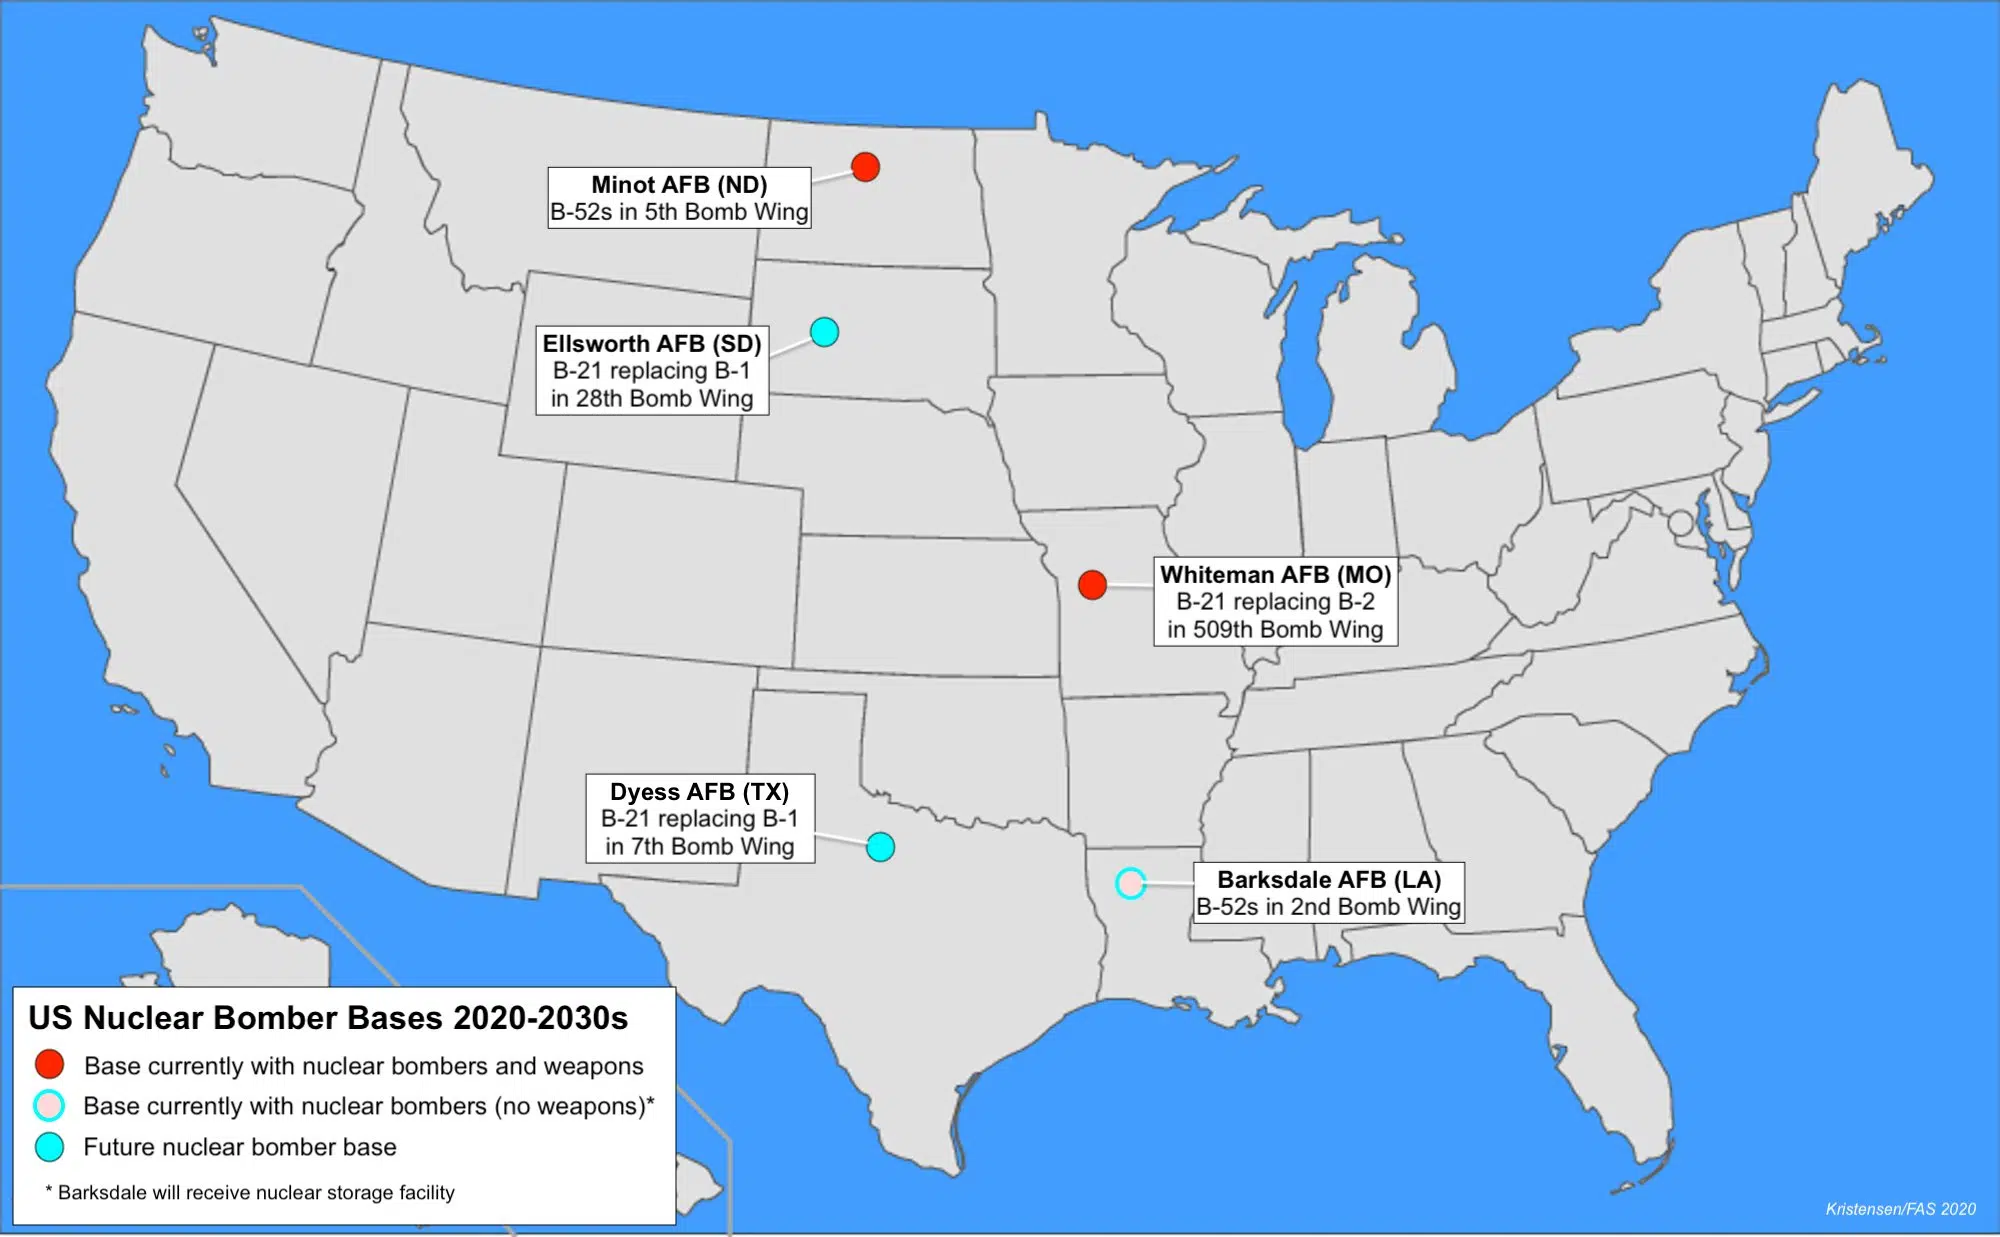 Minot AFB (ND)
B-52s in 5th Bomb Wing
Ellsworth AFB (SD)
B-21 replacing B-1
in 28th Bomb Wing
Whiteman AFB (MO)
B-21 replacing B-2
in 509th Bomb Wing
Dyess AFB (TX)
B-21 replacing B-1
in 7th Bomb Wing
Barksdale AFB (LA)
B-52s in 2nd Bomb Wing
US Nuclear Bomber Bases 2020-2030s
Base currently with nuclear bombers and weapons
Base currently with nuclear bombers (no weapons)*
Future nuclear bomber base
* Barksdale will receive nuclear storage facility
Kristensen/FAS 2020